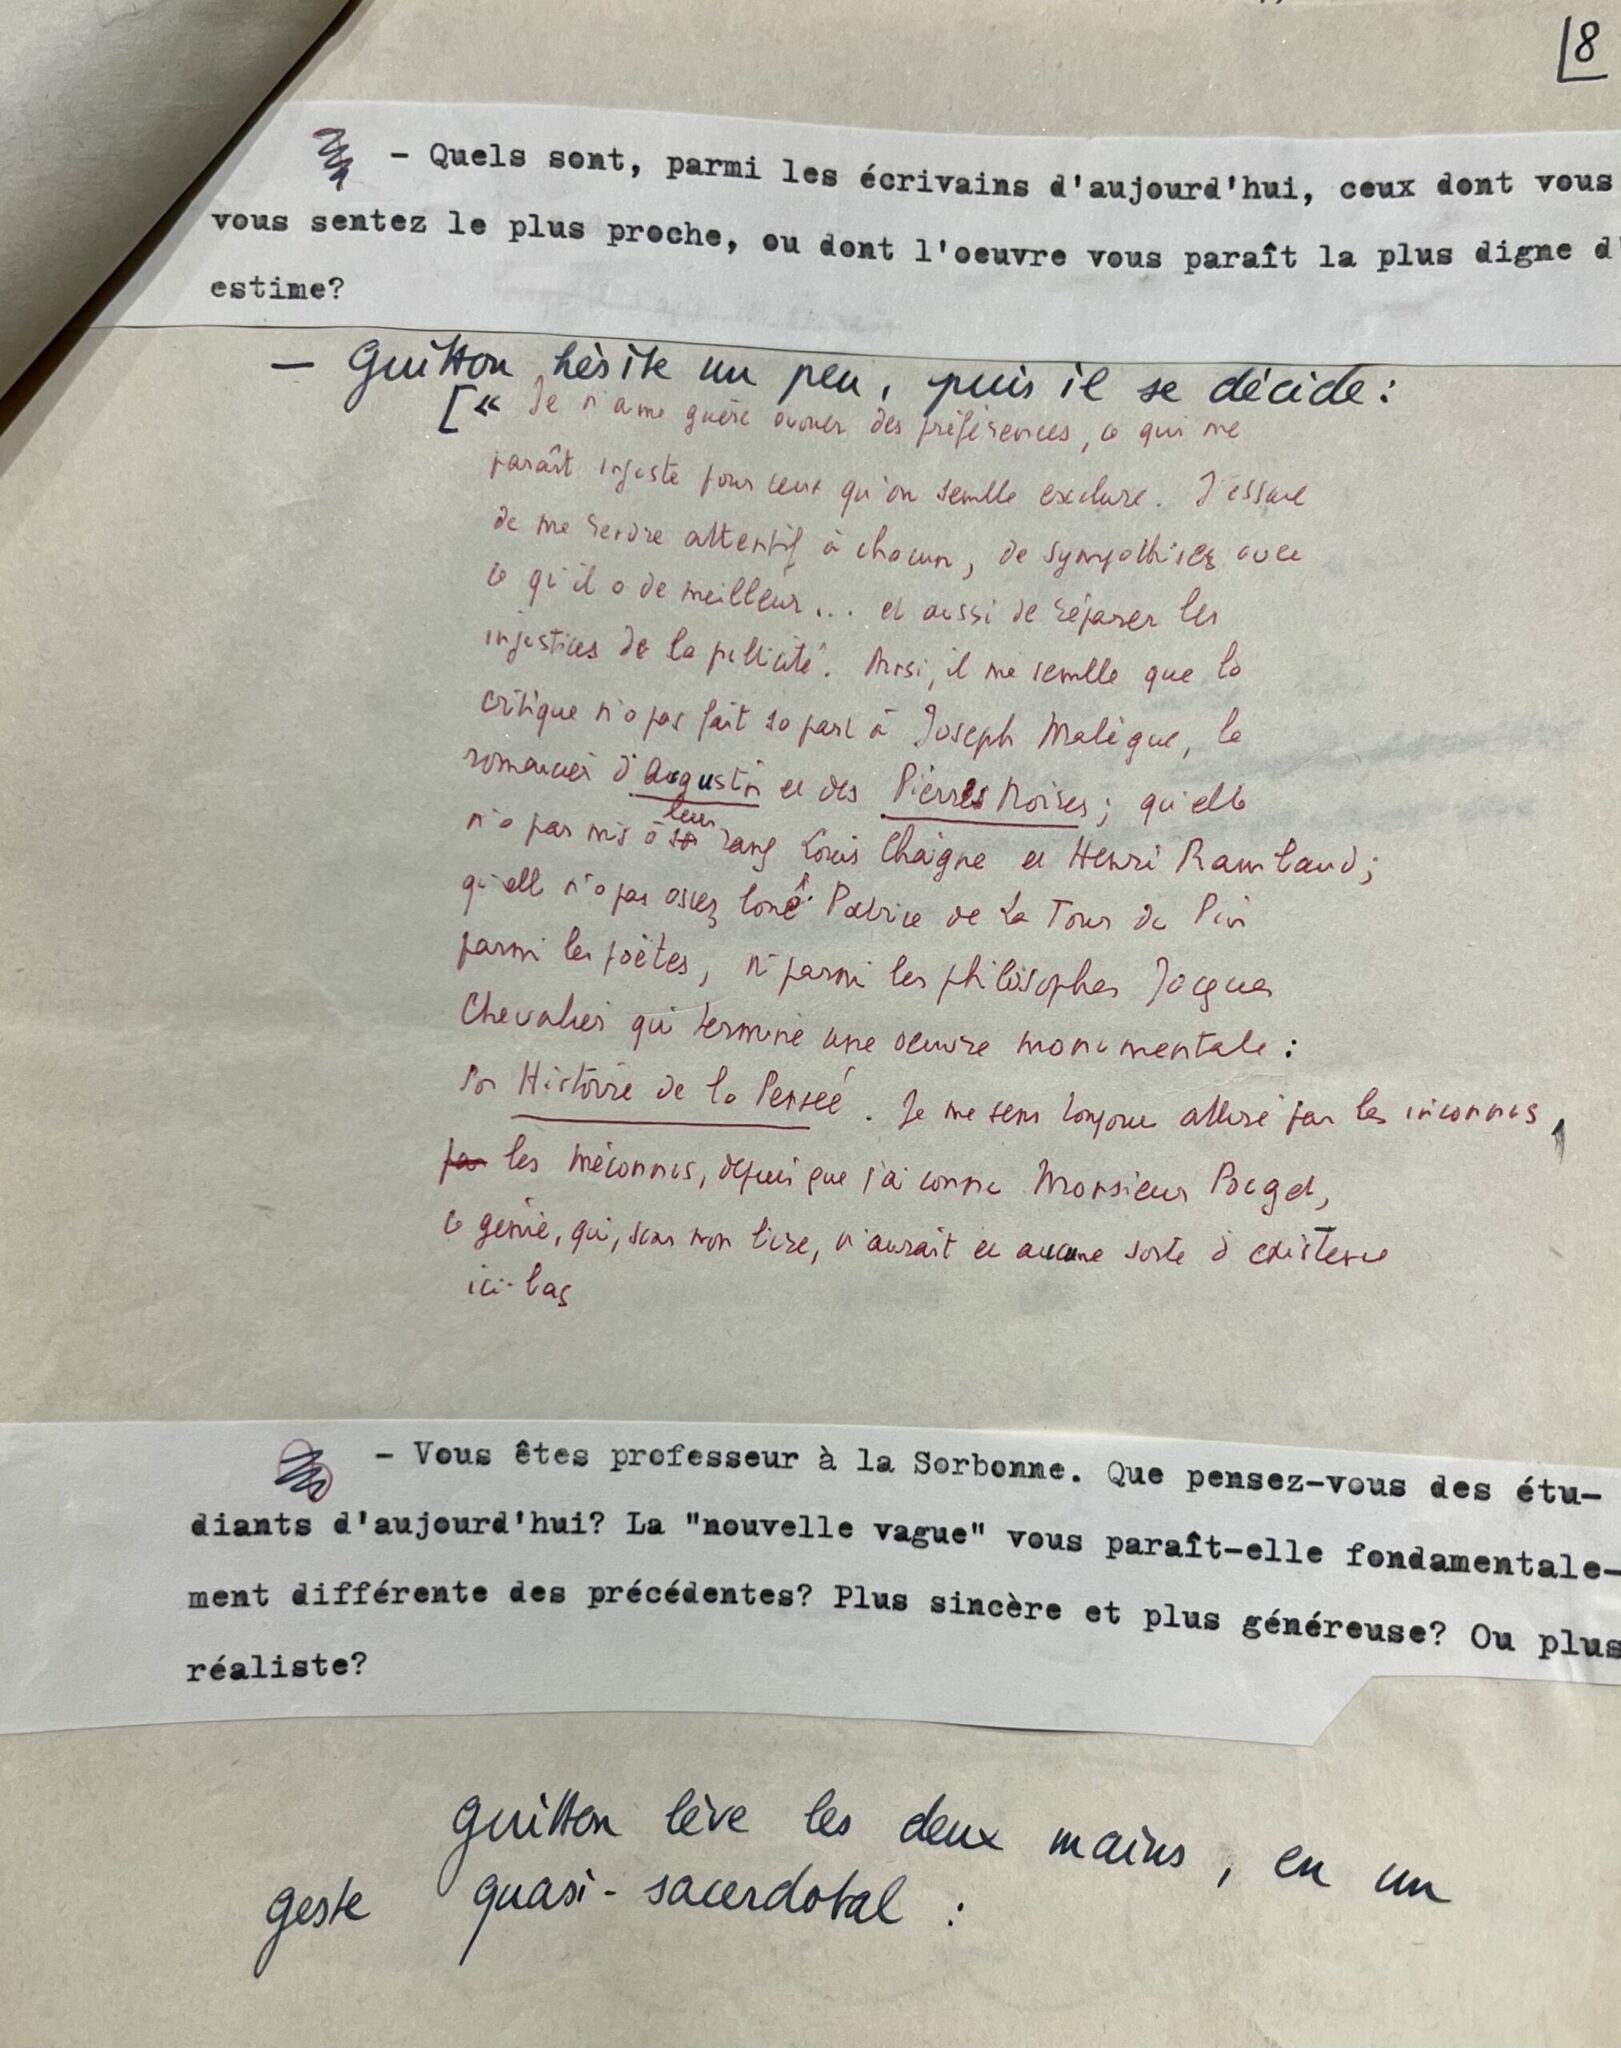 8
- Quels sont, parmi les écrivains d'aujourd'hui, ceux dont vous
vous sentez le plus proche, ou dont l'oeuvre vous paraît la plus digne d'
estime?
— Guitton hésite un peu, puis il se décide :
[« Je n'aime guère avouer des préférences, ce qui me
paraît injuste pour ceux qu'on semble exclure. J'essaie
de me rendre attentif à chacun, de sympathiser avec
ce qu'il a de meilleur... et aussi de réparer les
injustices de la publicité. Ainsi, il me semble que la
critique n'a pas fait sa part à Joseph Malègue, le
romancier d'Augustin et des Pierres Noires; qu'elle
n'a pas mis à leur rang Louis Chaigne et Henri Rambaud;
qu'elle n'a pas assez loué Patrice de La Tour du Pin
parmi les poètes, ni parmi les philosophes Jacques
Chevalier qui termine une oeuvre monumentale :
son Histoire de la Pensée. Je me sens toujours attiré par les inconnus,
les méconnus, depuis que j'ai connu Monsieur Pouget,
ce génie, qui, sans mon livre, n'aurait eu aucune sorte d'existence
ici-bas
- Vous êtes professeur à la Sorbonne. Que pensez-vous des étu-
diants d'aujourd'hui? La "nouvelle vague" vous paraît-elle fondamentale-
ment différente des précédentes? Plus sincère et plus généreuse? Ou plus
réaliste?
Guitton lève les deux mains, en un
geste quasi-sacerdotal :